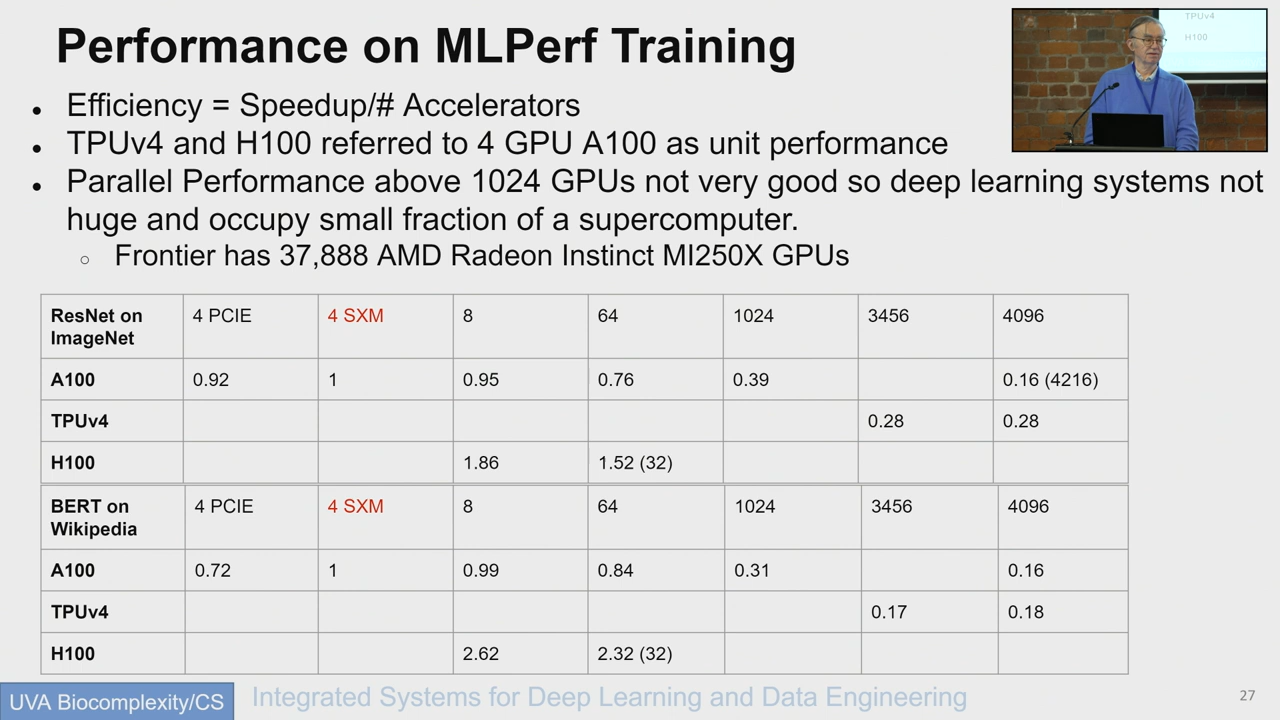 Performance on MLPerf Training
TPUv4
H100
● Efficiency = Speedup/# Accelerators
● TPUv4 and H100 referred to 4 GPU A100 as unit performance
● Parallel Performance above 1024 GPUs not very good so deep learning systems not
huge and occupy small fraction of a supercomputer.
○ Frontier has 37,888 AMD Radeon Instinct MI250X GPUs
ResNet on ImageNet 4 PCIE 4 SXM 8 64 1024 3456 4096
A100 0.92 1 0.95 0.76 0.39 0.16 (4216)
TPUv4 0.28 0.28
H100 1.86 1.52 (32)
BERT on Wikipedia 4 PCIE 4 SXM 8 64 1024 3456 4096
A100 0.72 1 0.99 0.84 0.31 0.16
TPUv4 0.17 0.18
H100 2.62 2.32 (32)
UVA Biocomplexity/CS
Integrated Systems for Deep Learning and Data Engineering
27